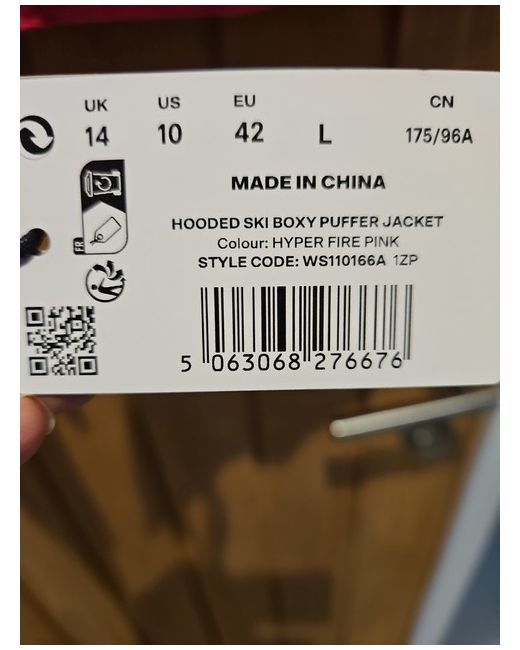 UK US EU CN
14 10 42 L 175/96A
MADE IN CHINA
FR
HOODED SKI BOXY PUFFER JACKET
Colour: HYPER FIRE PINK
STYLE CODE: WS110166A 1ZP
5 063068 276676